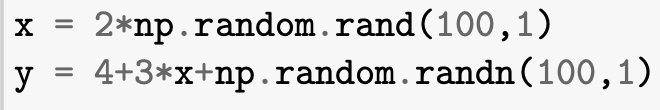 x = 2*np.random.rand(100,1)
y = 4+3*x+np.random.randn(100,1)